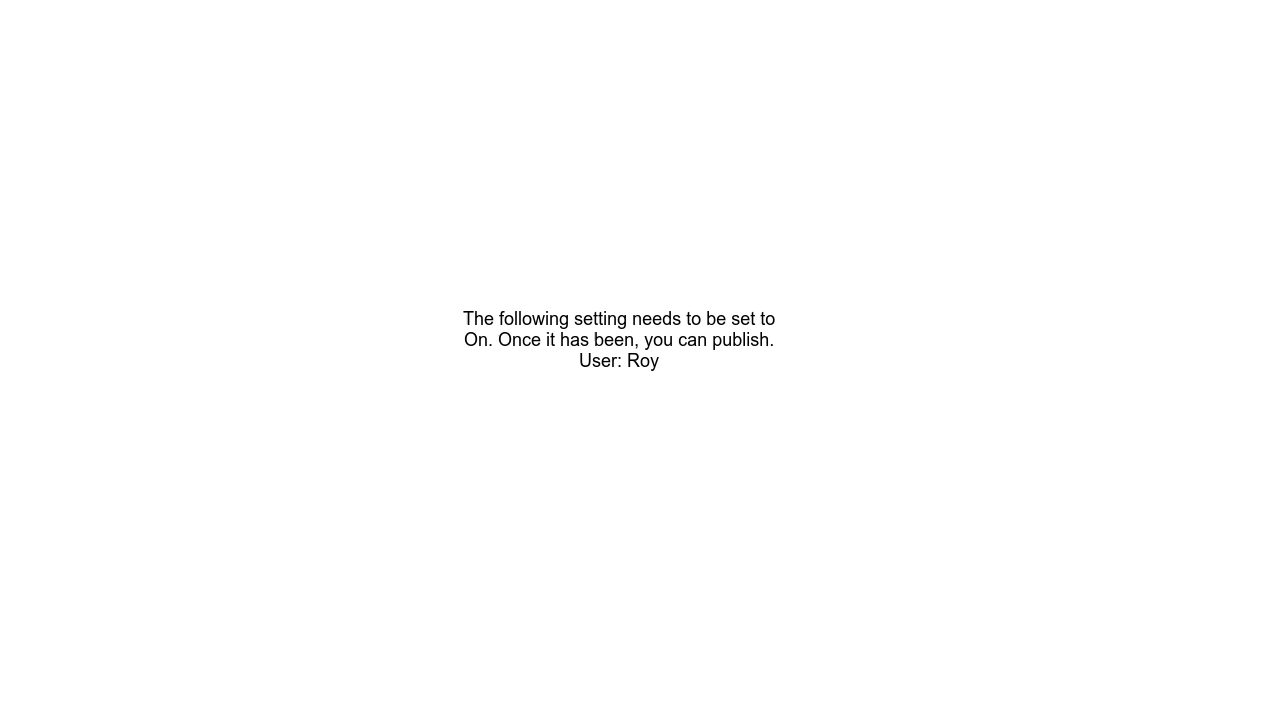 The following setting needs to be set to
On. Once it has been, you can publish.
User: Roy